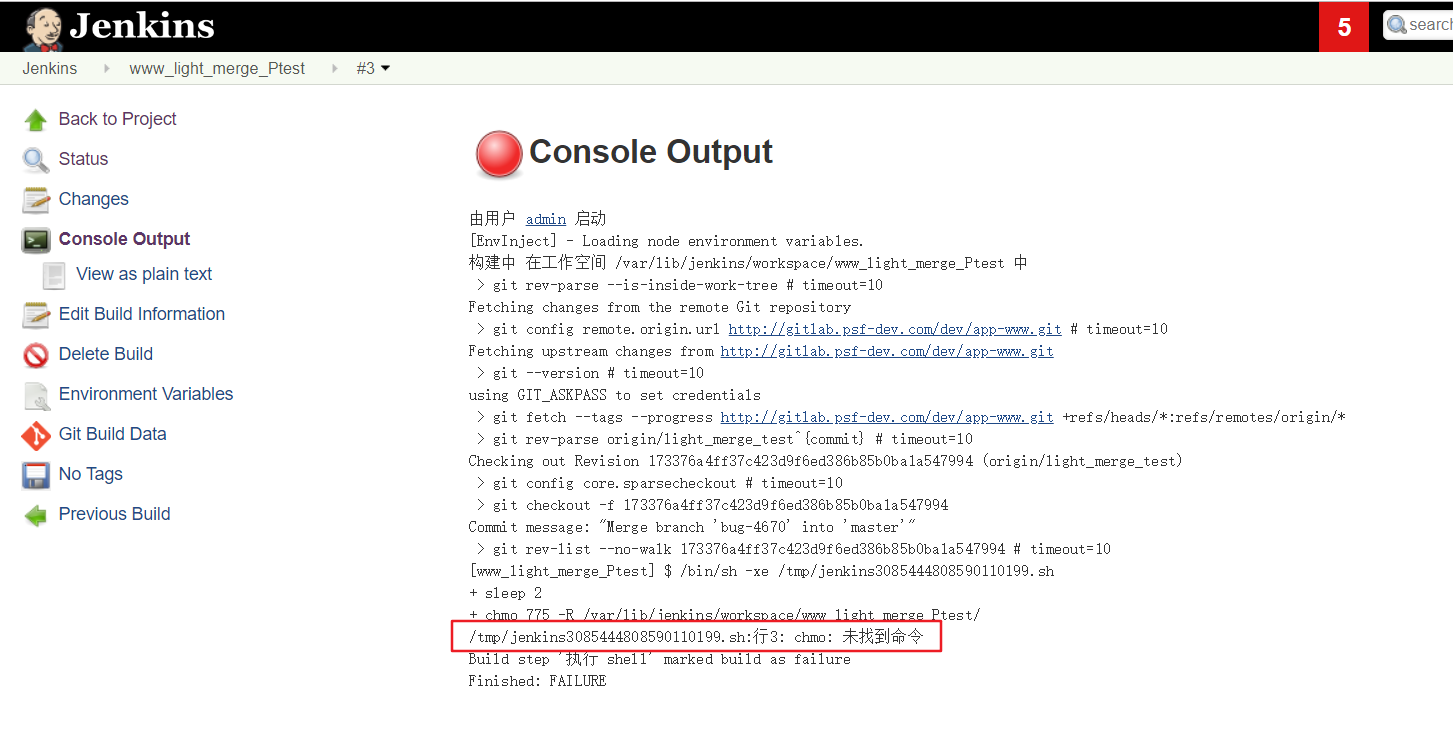 Jenkins
5
search
Jenkins
www_light_merge_Ptest
#3
Back to Project
Status
Changes
Console Output
View as plain text
Edit Build Information
Delete Build
Environment Variables
Git Build Data
No Tags
Previous Build
Console Output
由用户 admin 启动
[EnvInject] - Loading node environment variables.
构建中 在工作空间 /var/lib/jenkins/workspace/www_light_merge_Ptest 中
> git rev-parse --is-inside-work-tree # timeout=10
Fetching changes from the remote Git repository
> git config remote.origin.url http://gitlab.psf-dev.com/dev/app-www.git # timeout=10
Fetching upstream changes from http://gitlab.psf-dev.com/dev/app-www.git
> git --version # timeout=10
using GIT_ASKPASS to set credentials
> git fetch --tags --progress http://gitlab.psf-dev.com/dev/app-www.git +refs/heads/*:refs/remotes/origin/*
> git rev-parse origin/light_merge_test^{commit} # timeout=10
Checking out Revision 173376a4ff37c423d9f6ed386b85b0ba1a547994 (origin/light_merge_test)
> git config core.sparsecheckout # timeout=10
> git checkout -f 173376a4ff37c423d9f6ed386b85b0ba1a547994
Commit message: "Merge branch 'bug-4670' into 'master'"
> git rev-list --no-walk 173376a4ff37c423d9f6ed386b85b0ba1a547994 # timeout=10
[www_light_merge_Ptest] $ /bin/sh -xe /tmp/jenkins3085444808590110199.sh
+ sleep 2
+ chmo 775 -R /var/lib/jenkins/workspace/www_light_merge_Ptest/
/tmp/jenkins3085444808590110199.sh:行3: chmo: 未找到命令
Build step '执行 shell' marked build as failure
Finished: FAILURE